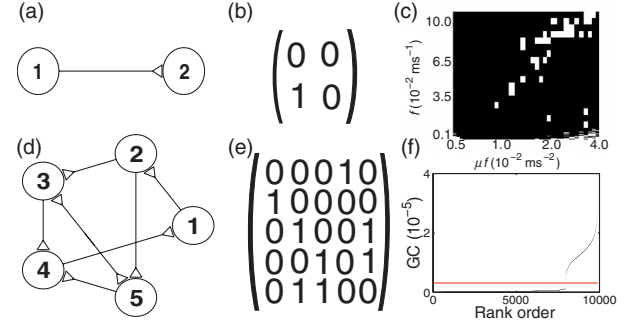 (a)
1
2
(b)
0 0
1 0
(c)
f (10⁻² ms⁻¹)
10.0
6.5
3.5
0.1
0.5
1.0
2.0
4.0
μf (10⁻² ms⁻²)
(d)
2
3
1
4
5
(e)
00010
10000
01001
00101
01100
(f)
GC (10⁻⁵)
4
2
0
0
5000
10000
Rank order